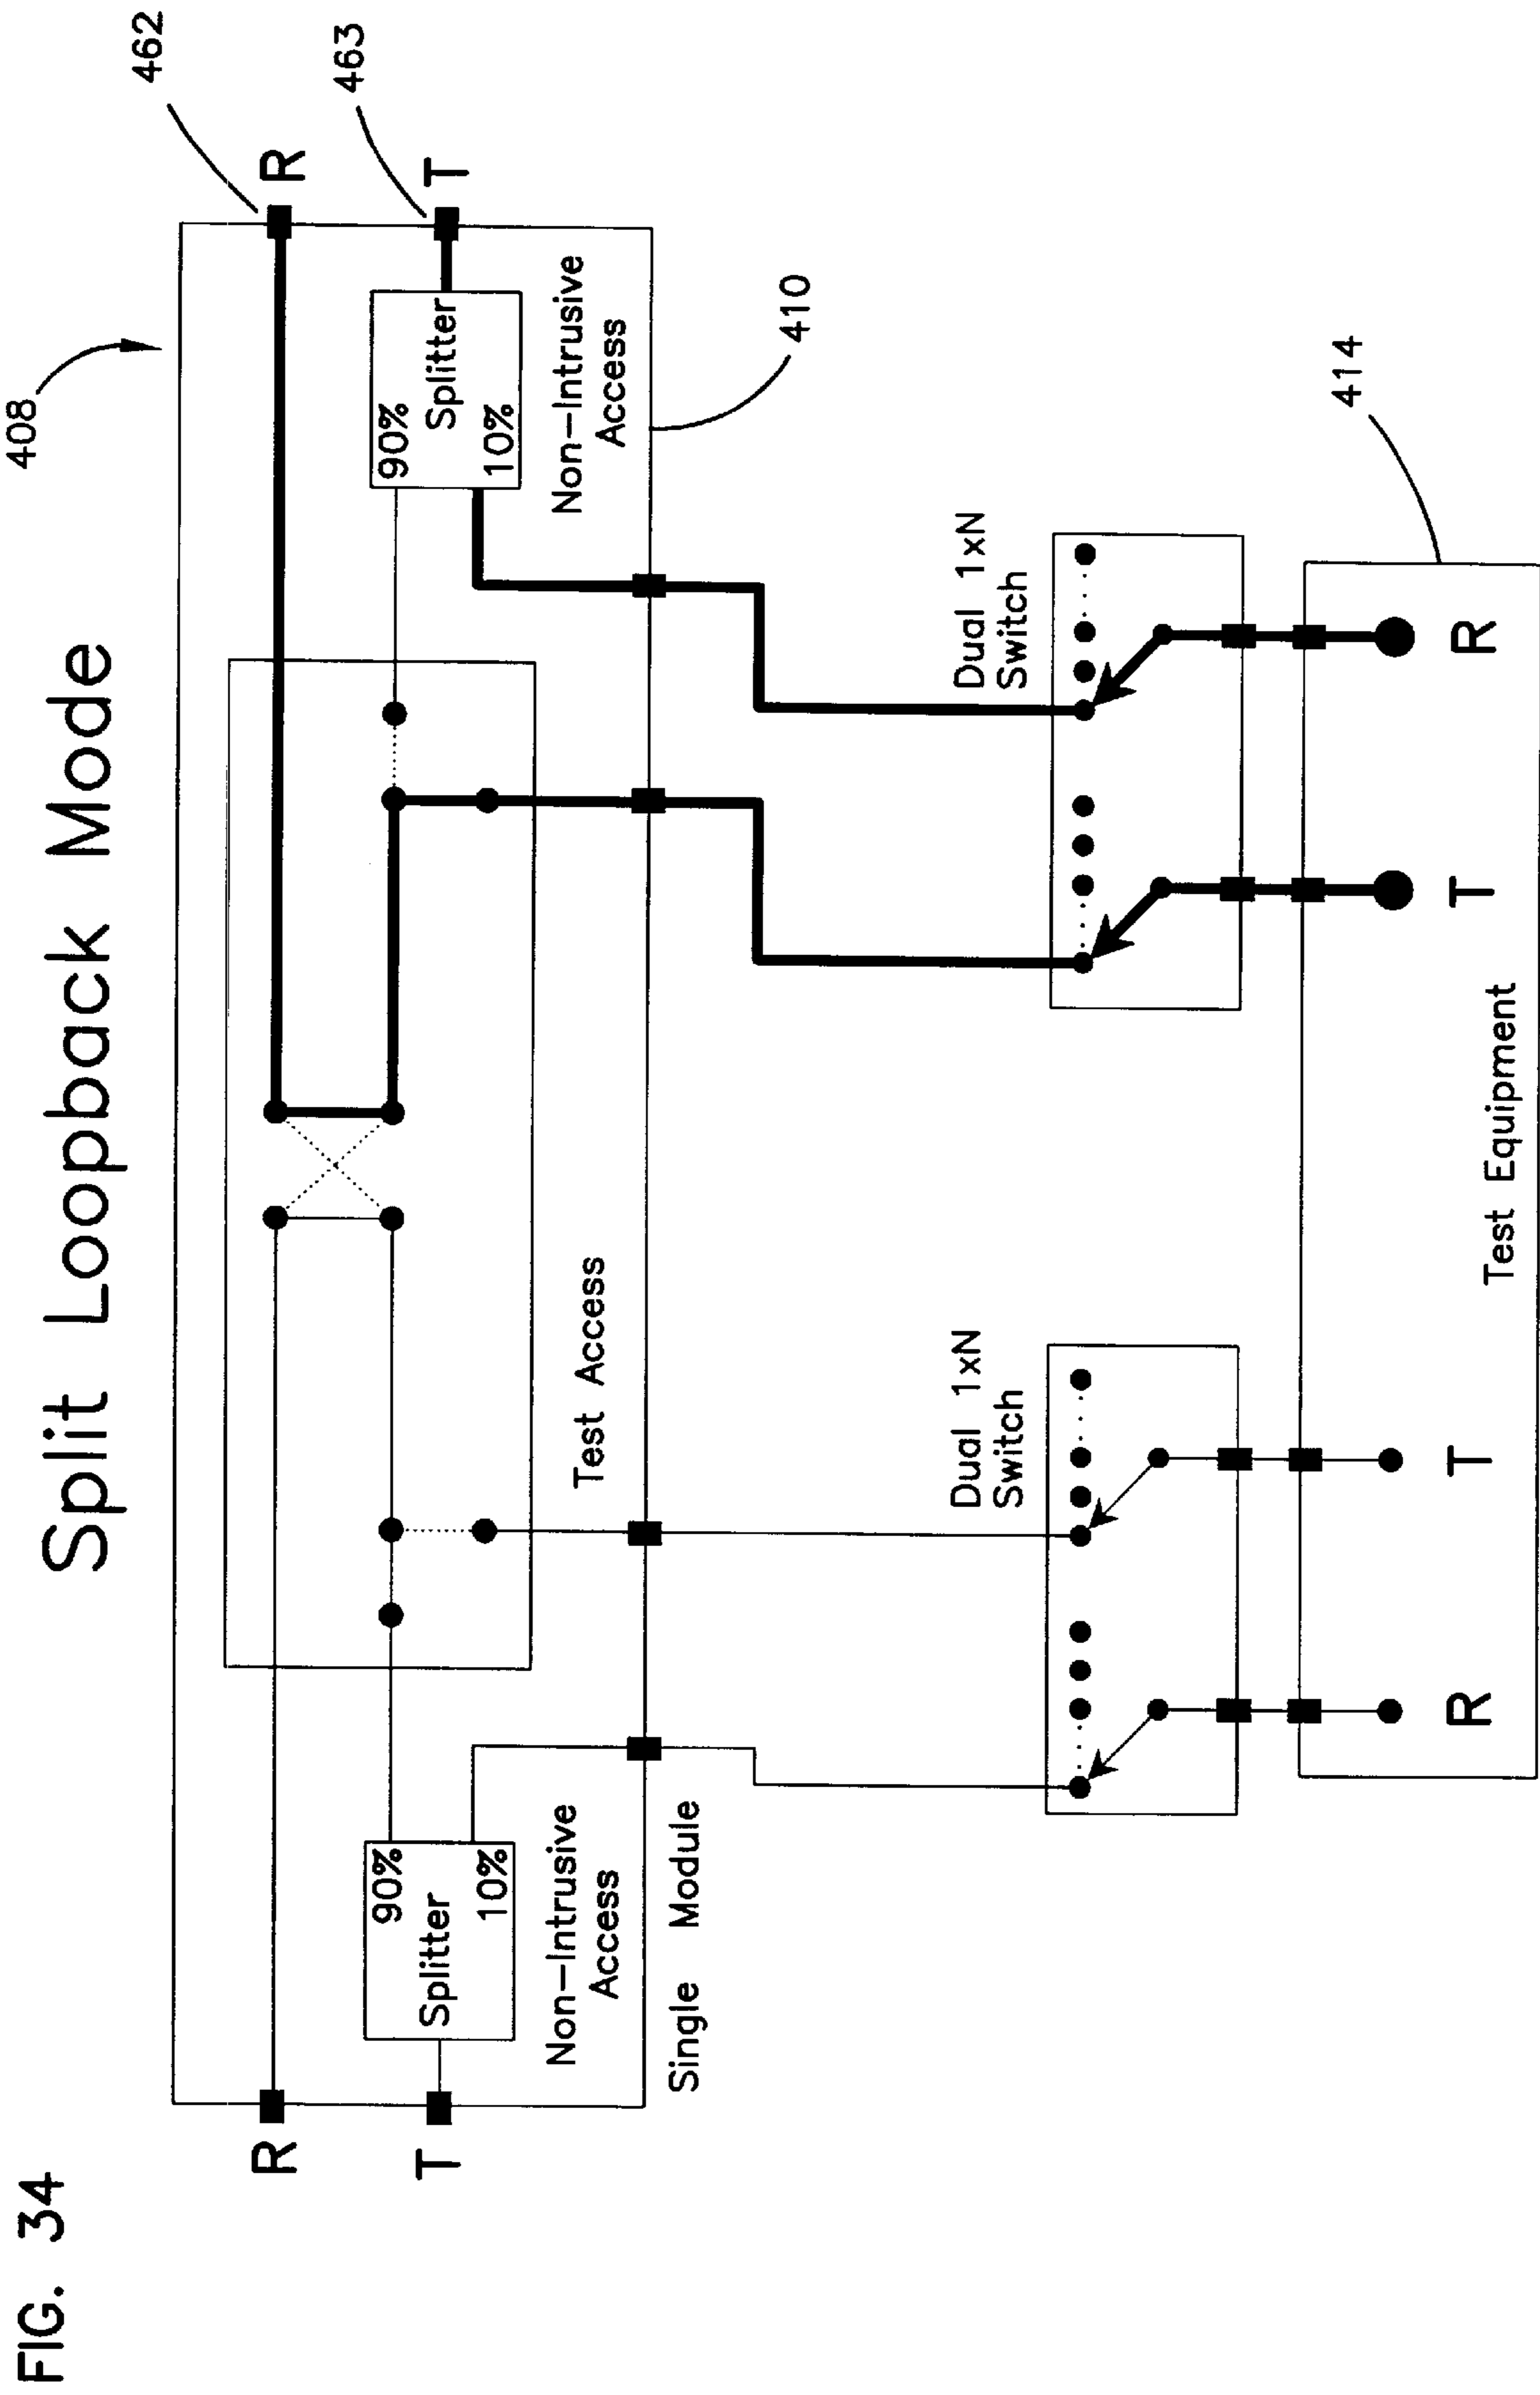 FIG. 34
Split Loopback Mode
408
462
463
R
T
R
T
90%
Splitter
10%
90%
Splitter
10%
Non-Intrusive
Access
Test Access
Non-Intrusive
Access
Single Module
410
Dual 1xN
Switch
Dual 1xN
Switch
414
R
T
T
R
Test Equipment